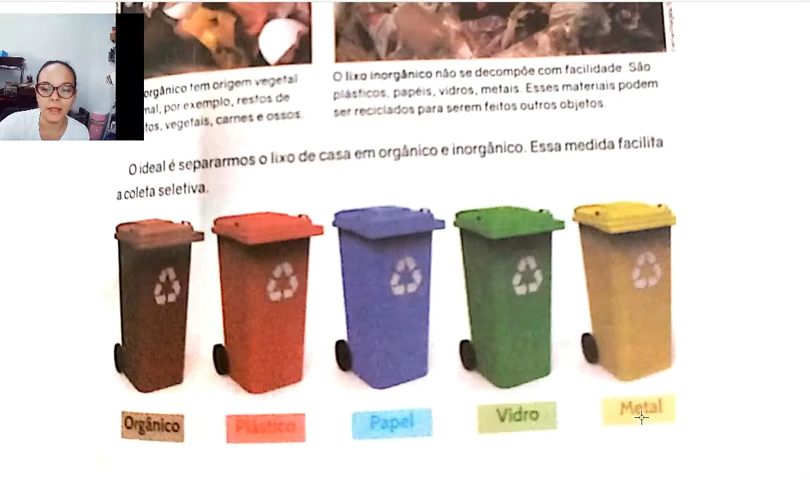 orgânico tem origem vegetal
mal; por exemplo, restos de
tos, vegetais, carnes e ossos.
O lixo inorgânico não se decompõe com facilidade. São
plásticos, papéis, vidros, metais. Esses materiais podem
ser reciclados para serem feitos outros objetos.
O ideal é separarmos o lixo de casa em orgânico e inorgânico. Essa medida facilita
a coleta seletiva.
Orgânico
Plástico
Papel
Vidro
Metal